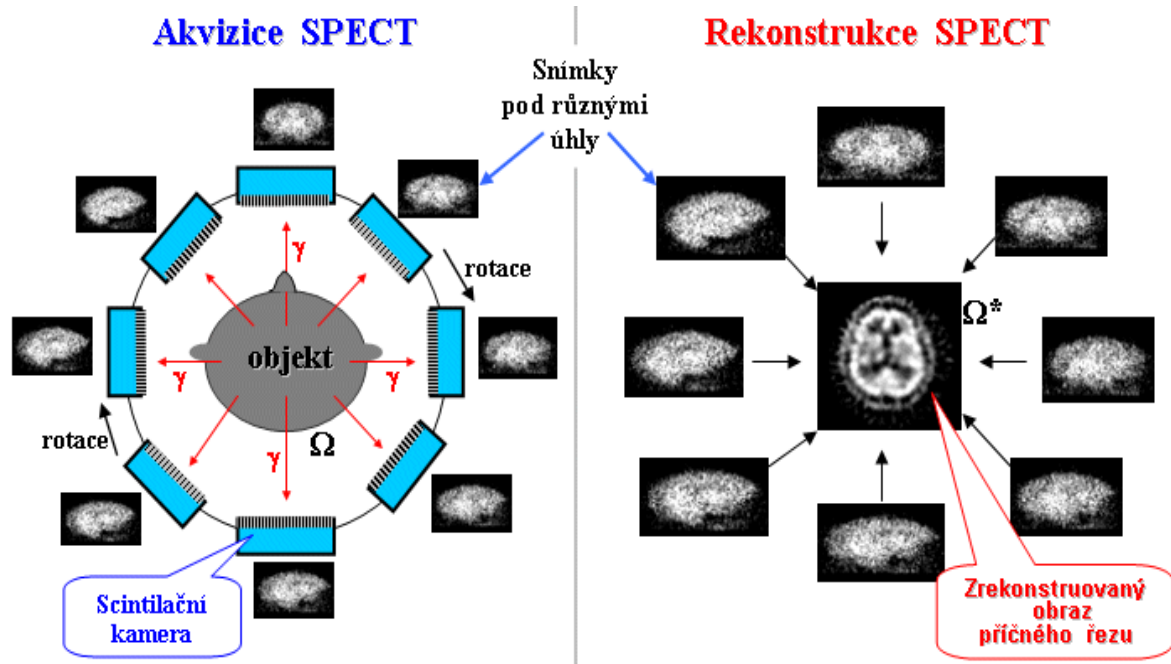 Akvizice SPECT
Rekonstrukce SPECT
Snímky
pod různými
úhly
γ
rotace
objekt
γ
γ
rotace
Ω
γ
Scintilační
kamera
Ω*
Zrekonstruovaný
obraz
příčného řezu